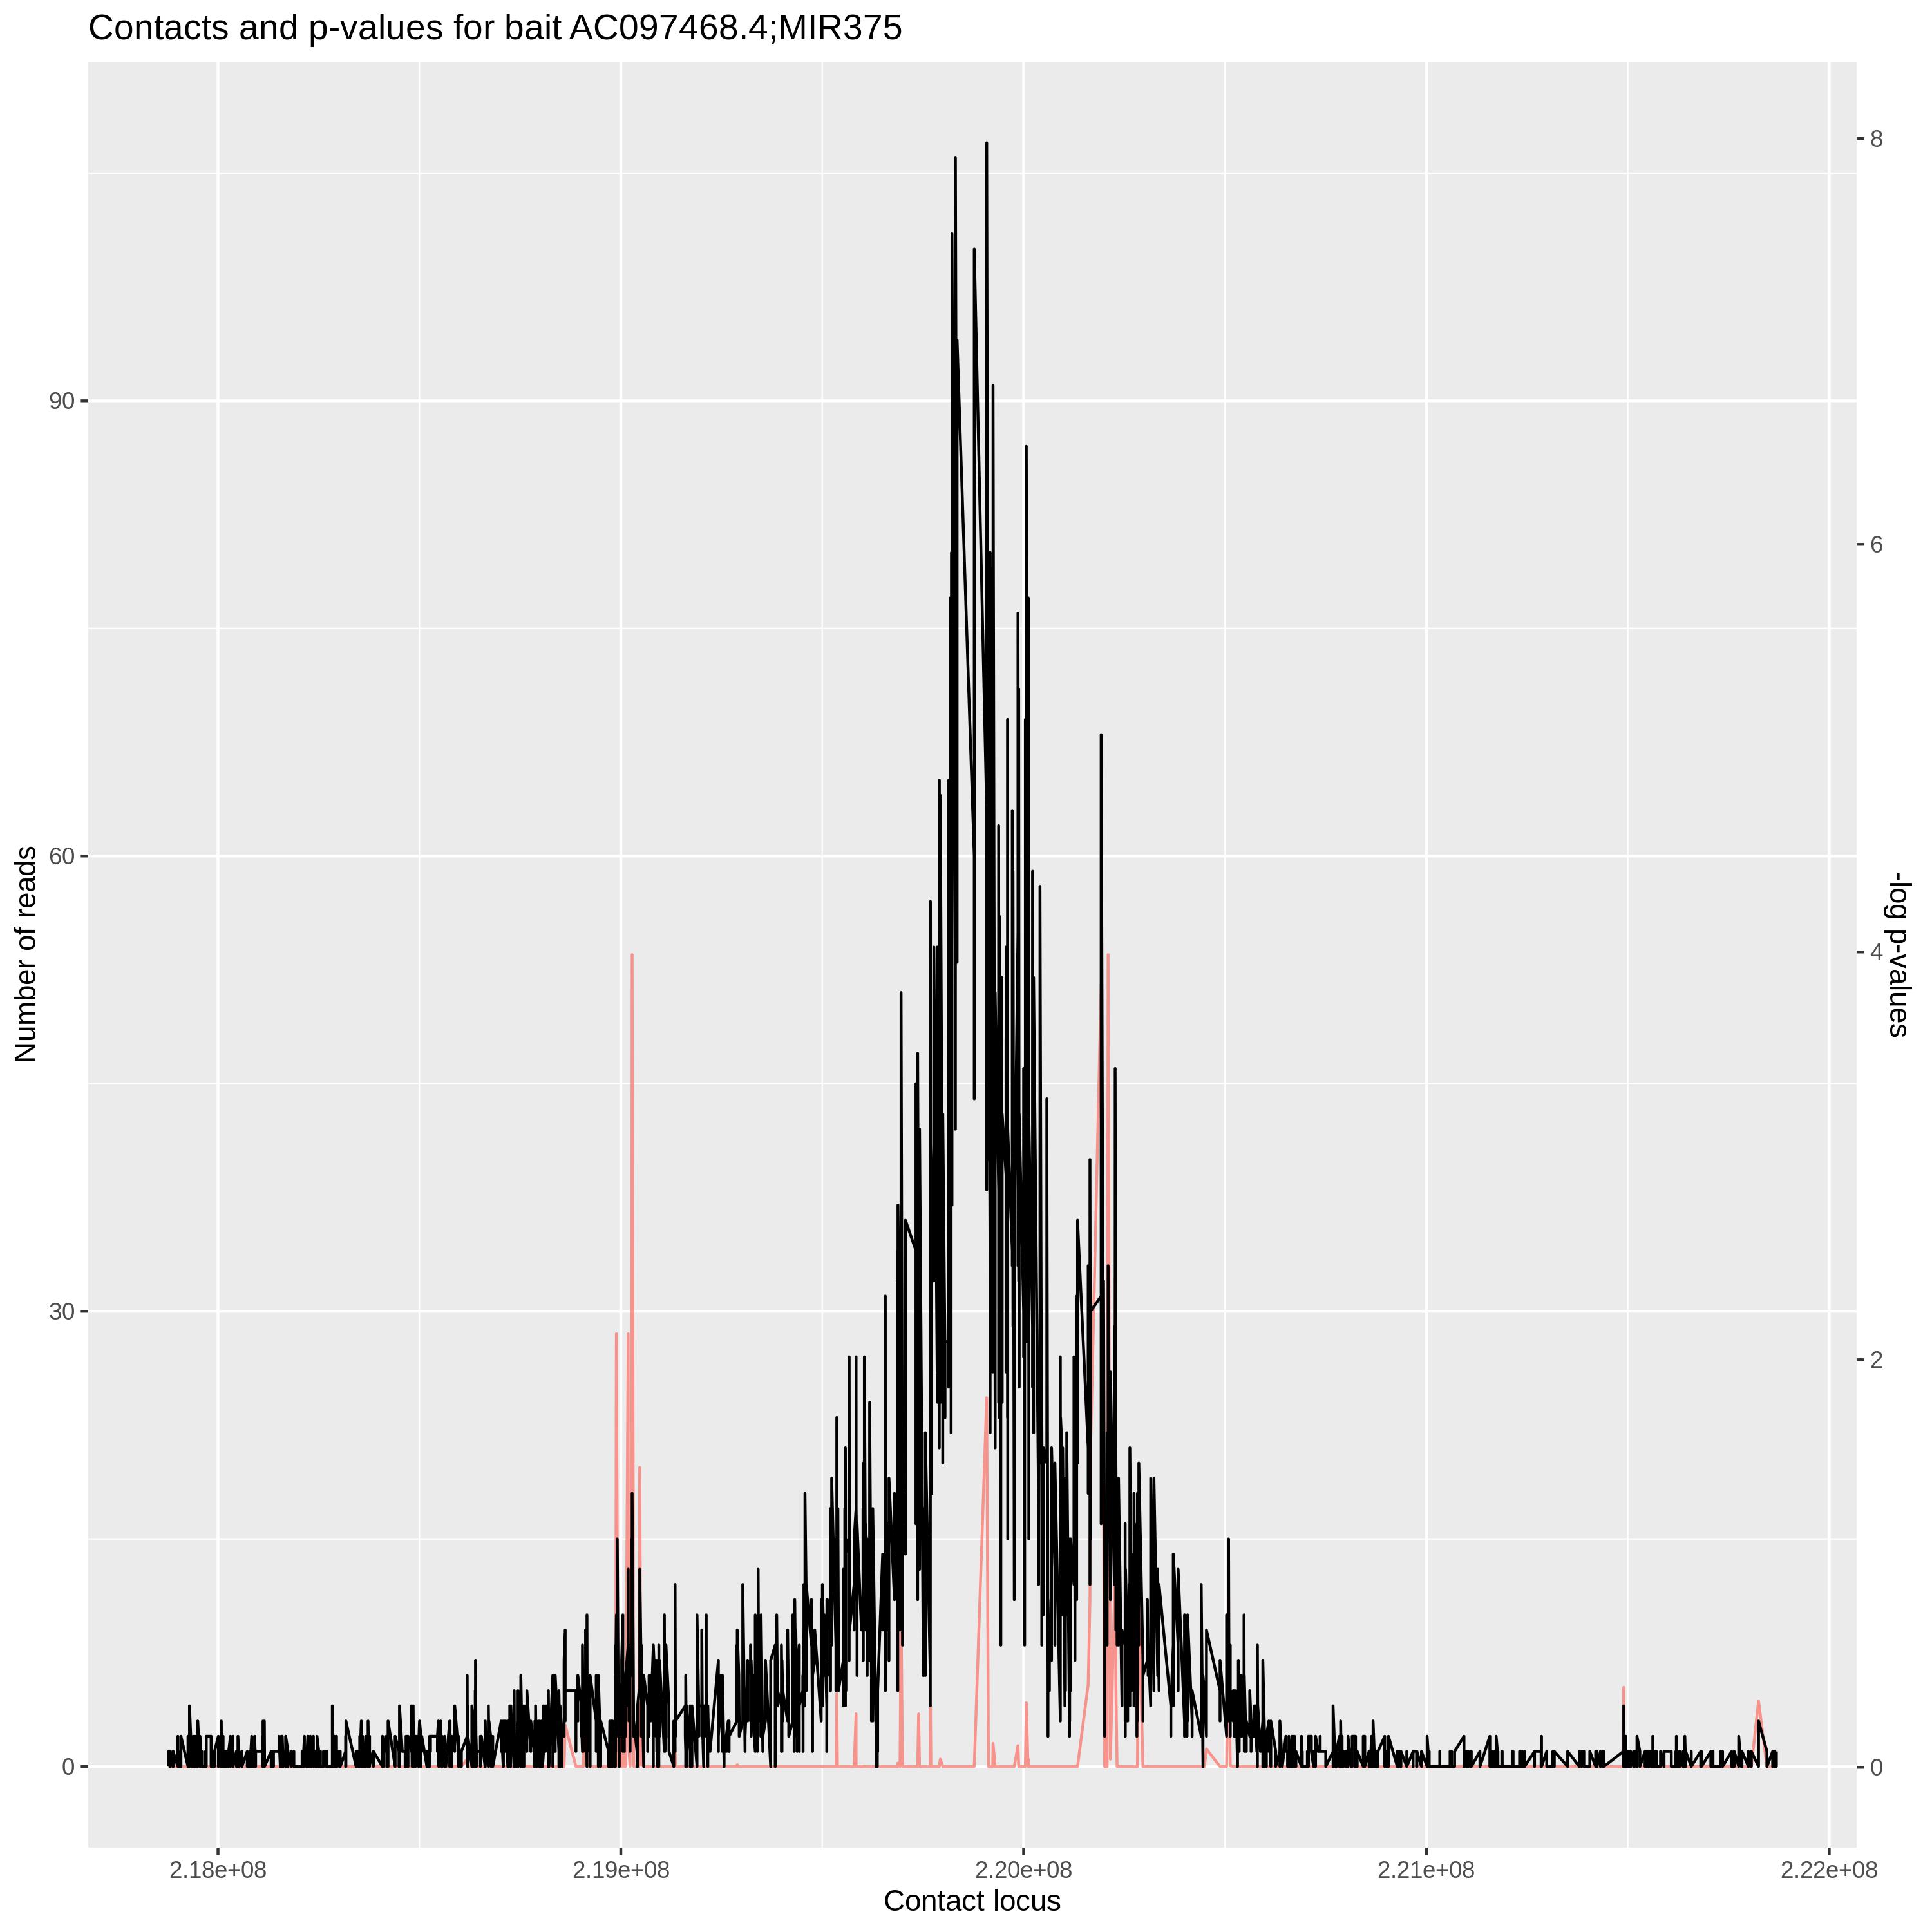 Contacts and p-values for bait AC097468.4;MIR375
Number of reads
90
60
30
0
8
6
4
2
0
-log p-values
2.18e+08
2.19e+08
2.20e+08
2.21e+08
2.22e+08
Contact locus